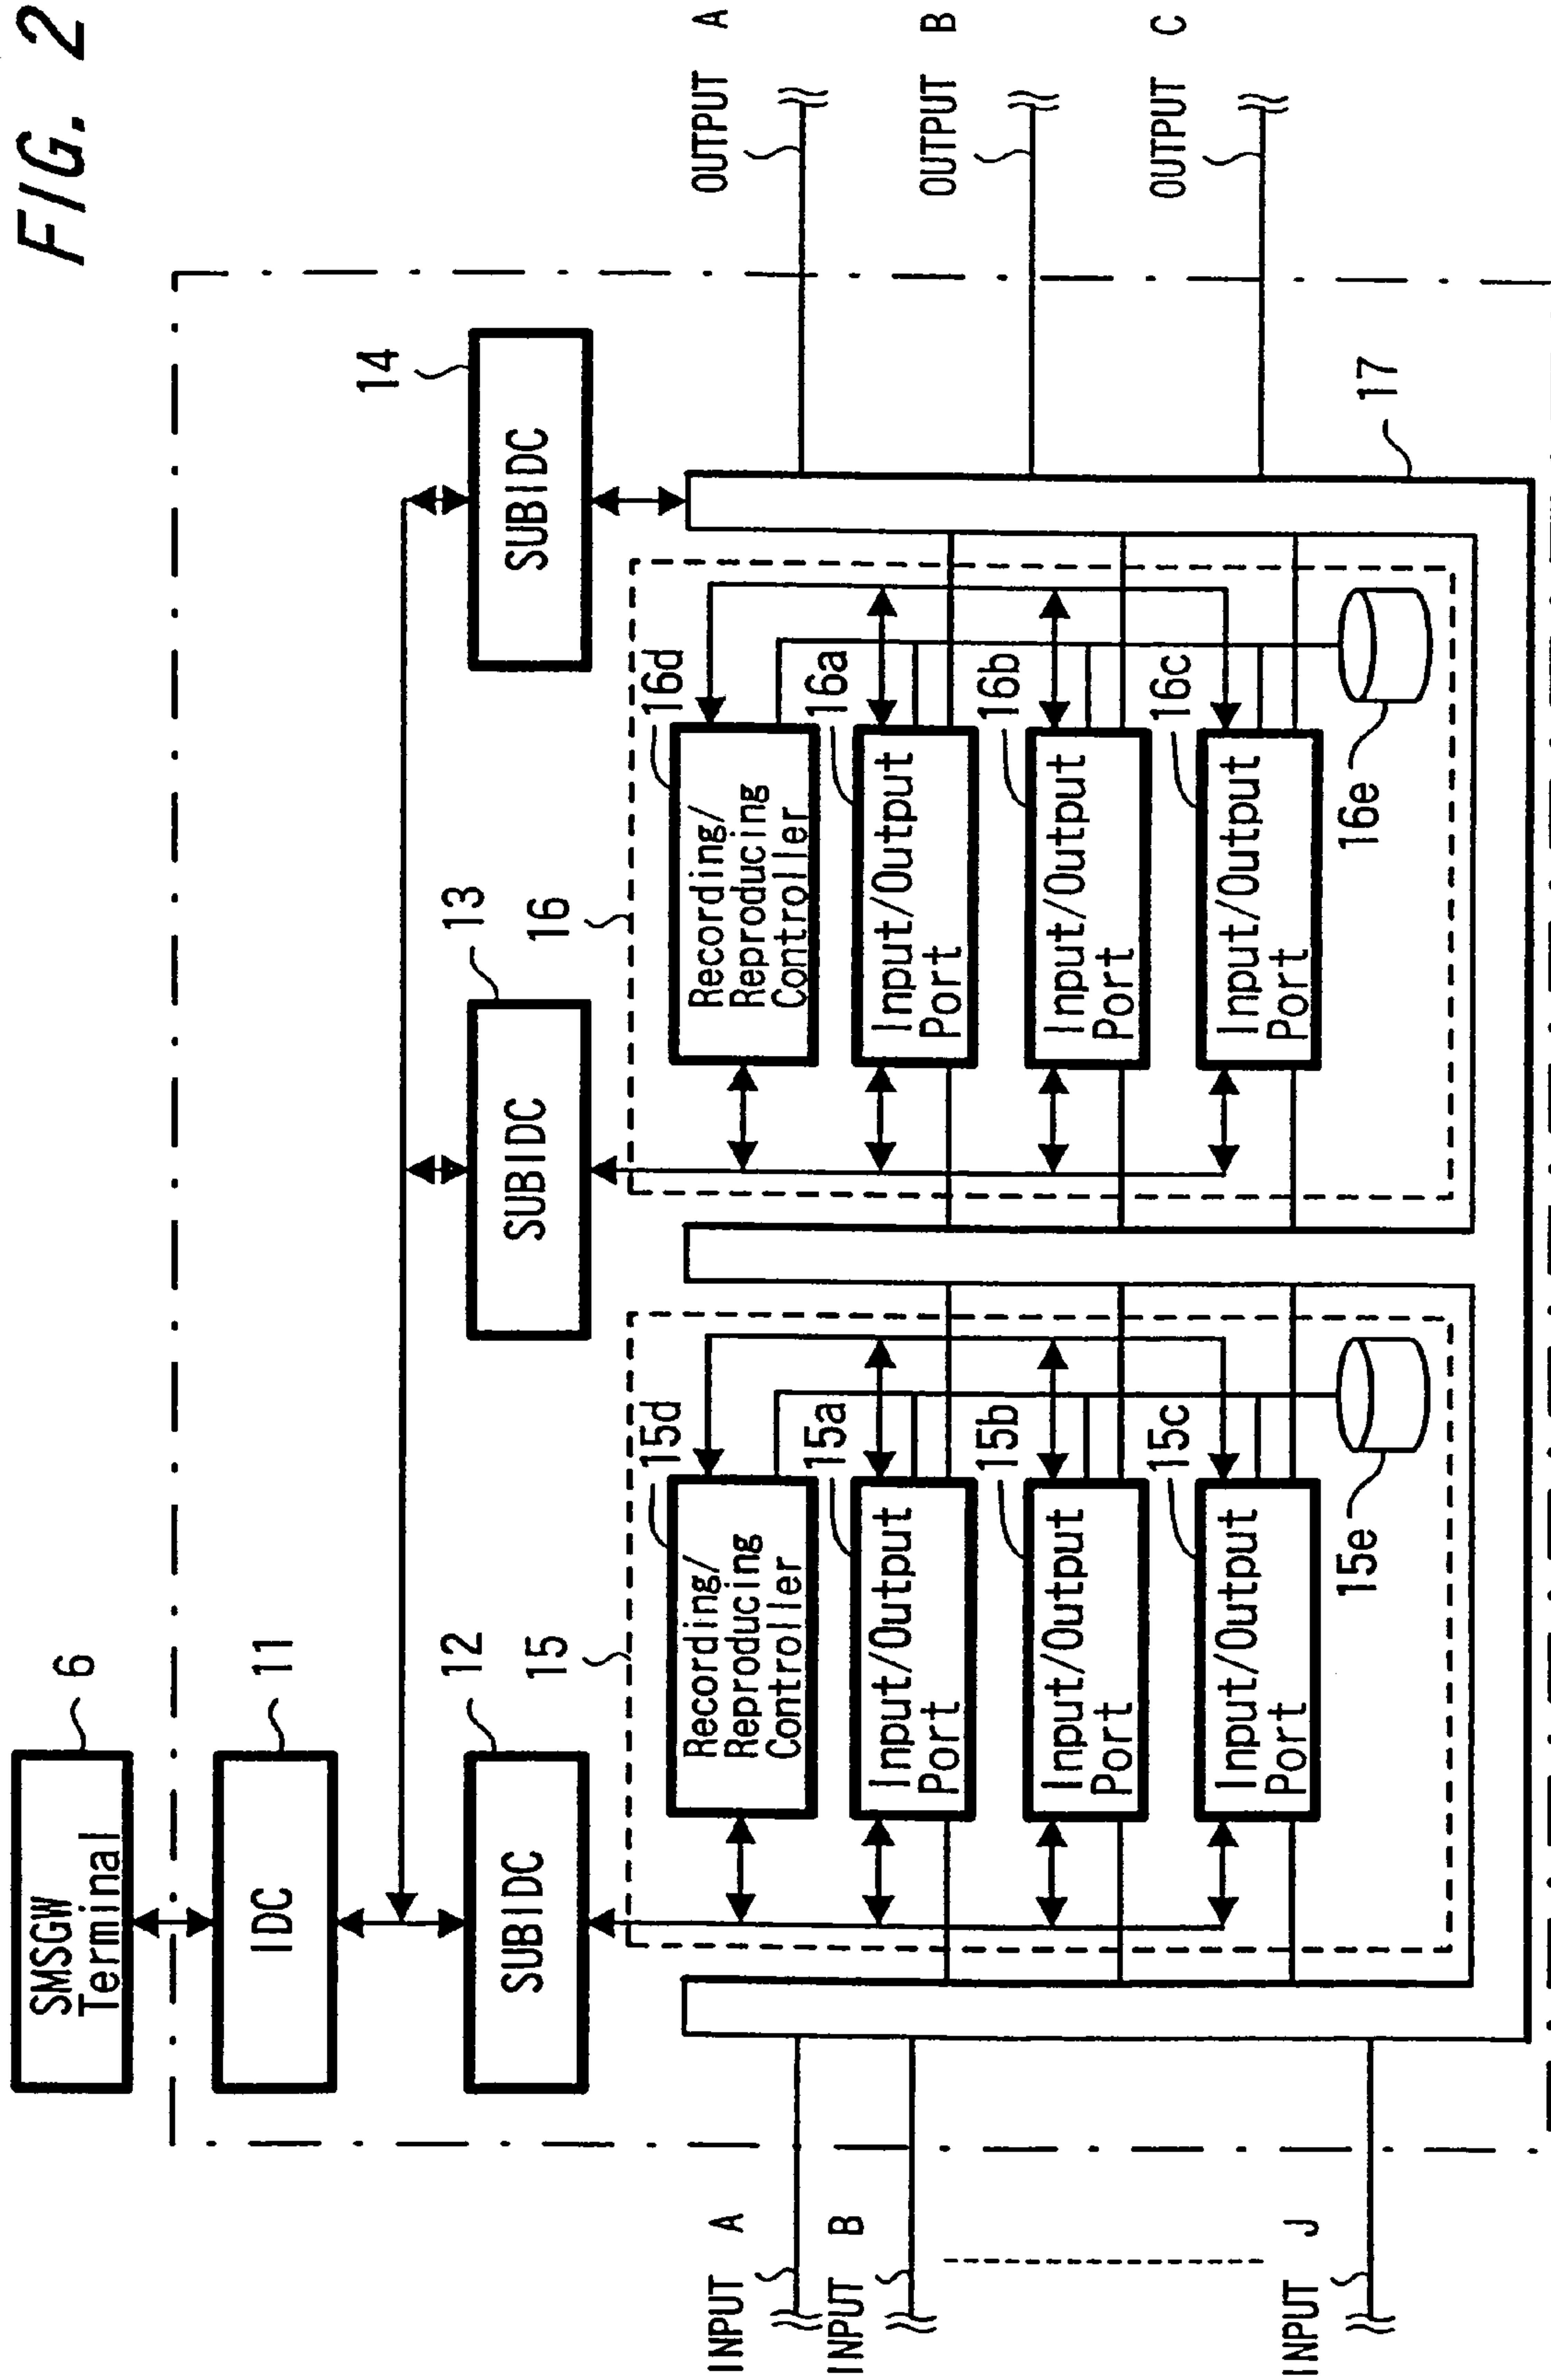 FIG. 2
SMSGW
Terminal
6
IDC
11
SUBIDC
12
SUBIDC
13
SUBIDC
14
15
Recording/
Reproducing
Controller
15d
Input/Output
Port
15a
Input/Output
Port
15b
Input/Output
Port
15c
15e
16
Recording/
Reproducing
Controller
16d
Input/Output
Port
16a
Input/Output
Port
16b
Input/Output
Port
16c
16e
17
INPUT A
INPUT B
INPUT J
OUTPUT A
OUTPUT B
OUTPUT C